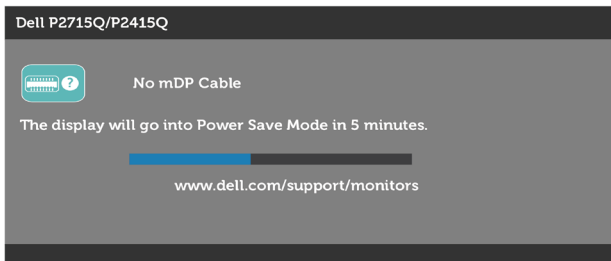 Dell P2715Q/P2415Q
?
No mDP Cable
The display will go into Power Save Mode in 5 minutes.
www.dell.com/support/monitors